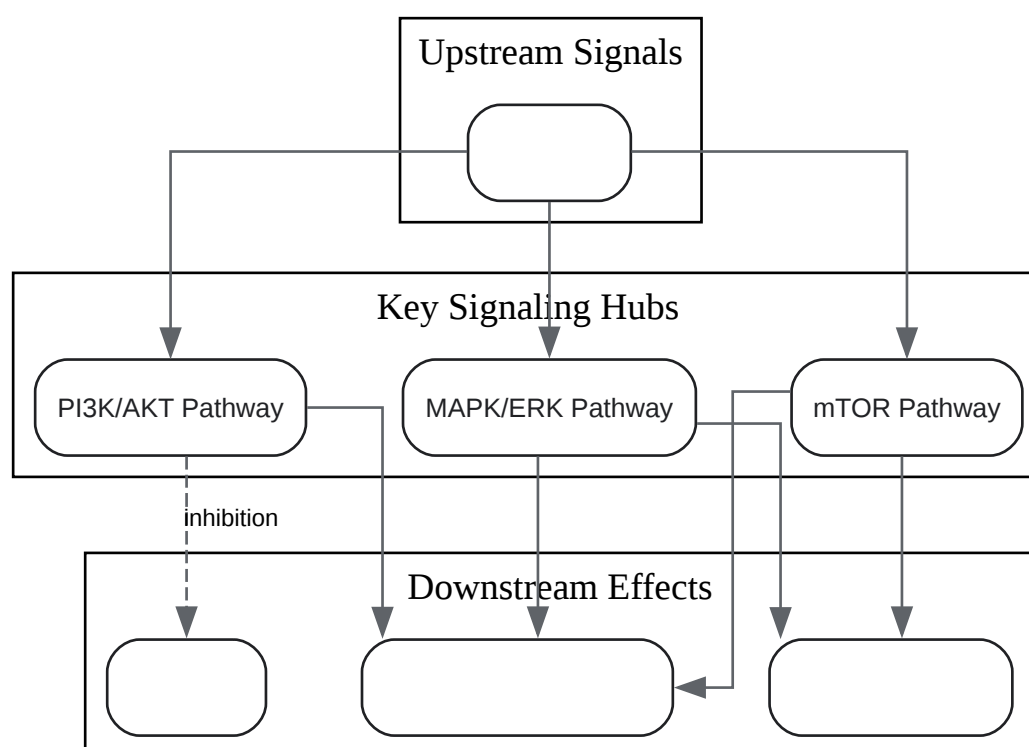 Upstream Signals
Key Signaling Hubs
PI3K/AKT Pathway
MAPK/ERK Pathway
mTOR Pathway
inhibition
Downstream Effects